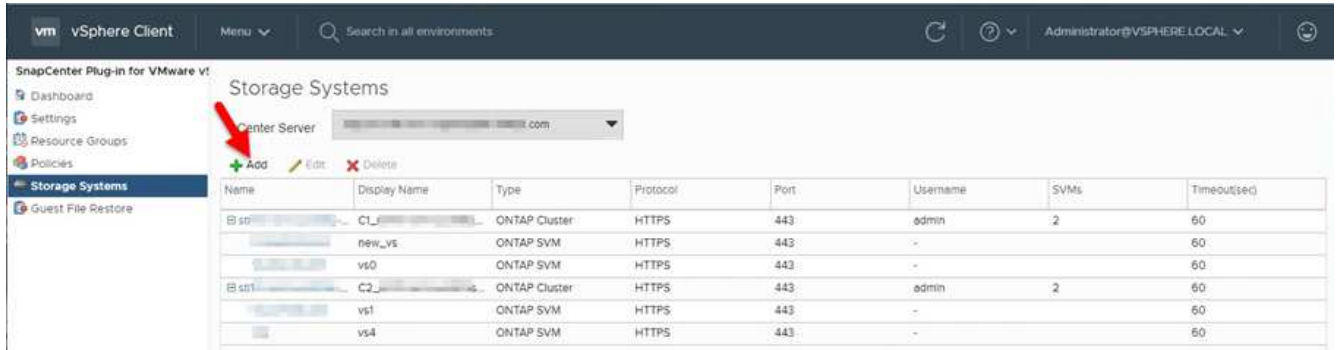 vm vSphere Client Menu Search in all environments Administrator@VSPHERE.LOCAL
SnapCenter Plug-in for VMware vS
Dashboard
Settings
Resource Groups
Policies
Storage Systems
Guest File Restore
Storage Systems
Center Server com
Add Edit Delete
Name Display Name Type Protocol Port Username SVMs Timeout(sec)
C1_ ONTAP Cluster HTTPS 443 admin 2 60
new_vs ONTAP SVM HTTPS 443 - 60
vs0 ONTAP SVM HTTPS 443 - 60
sti1 C2_ ONTAP Cluster HTTPS 443 admin 2 60
vs1 ONTAP SVM HTTPS 443 - 60
vs4 ONTAP SVM HTTPS 443 - 60